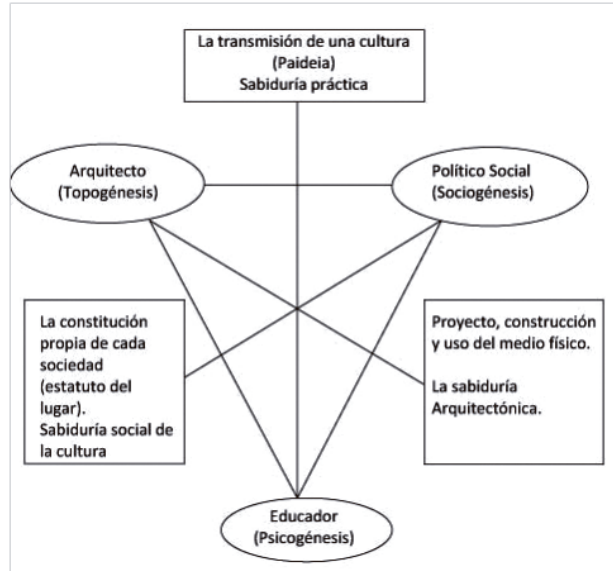 La transmisión de una cultura
(Paideia)
Sabiduría práctica
Arquitecto
(Topogénesis)
Político Social
(Sociogénesis)
La constitución
propia de cada
sociedad
(estatuto del
lugar).
Sabiduría social de
la cultura
Proyecto, construcción
y uso del medio físico.
La sabiduría
Arquitectónica.
Educador
(Psicogénesis)